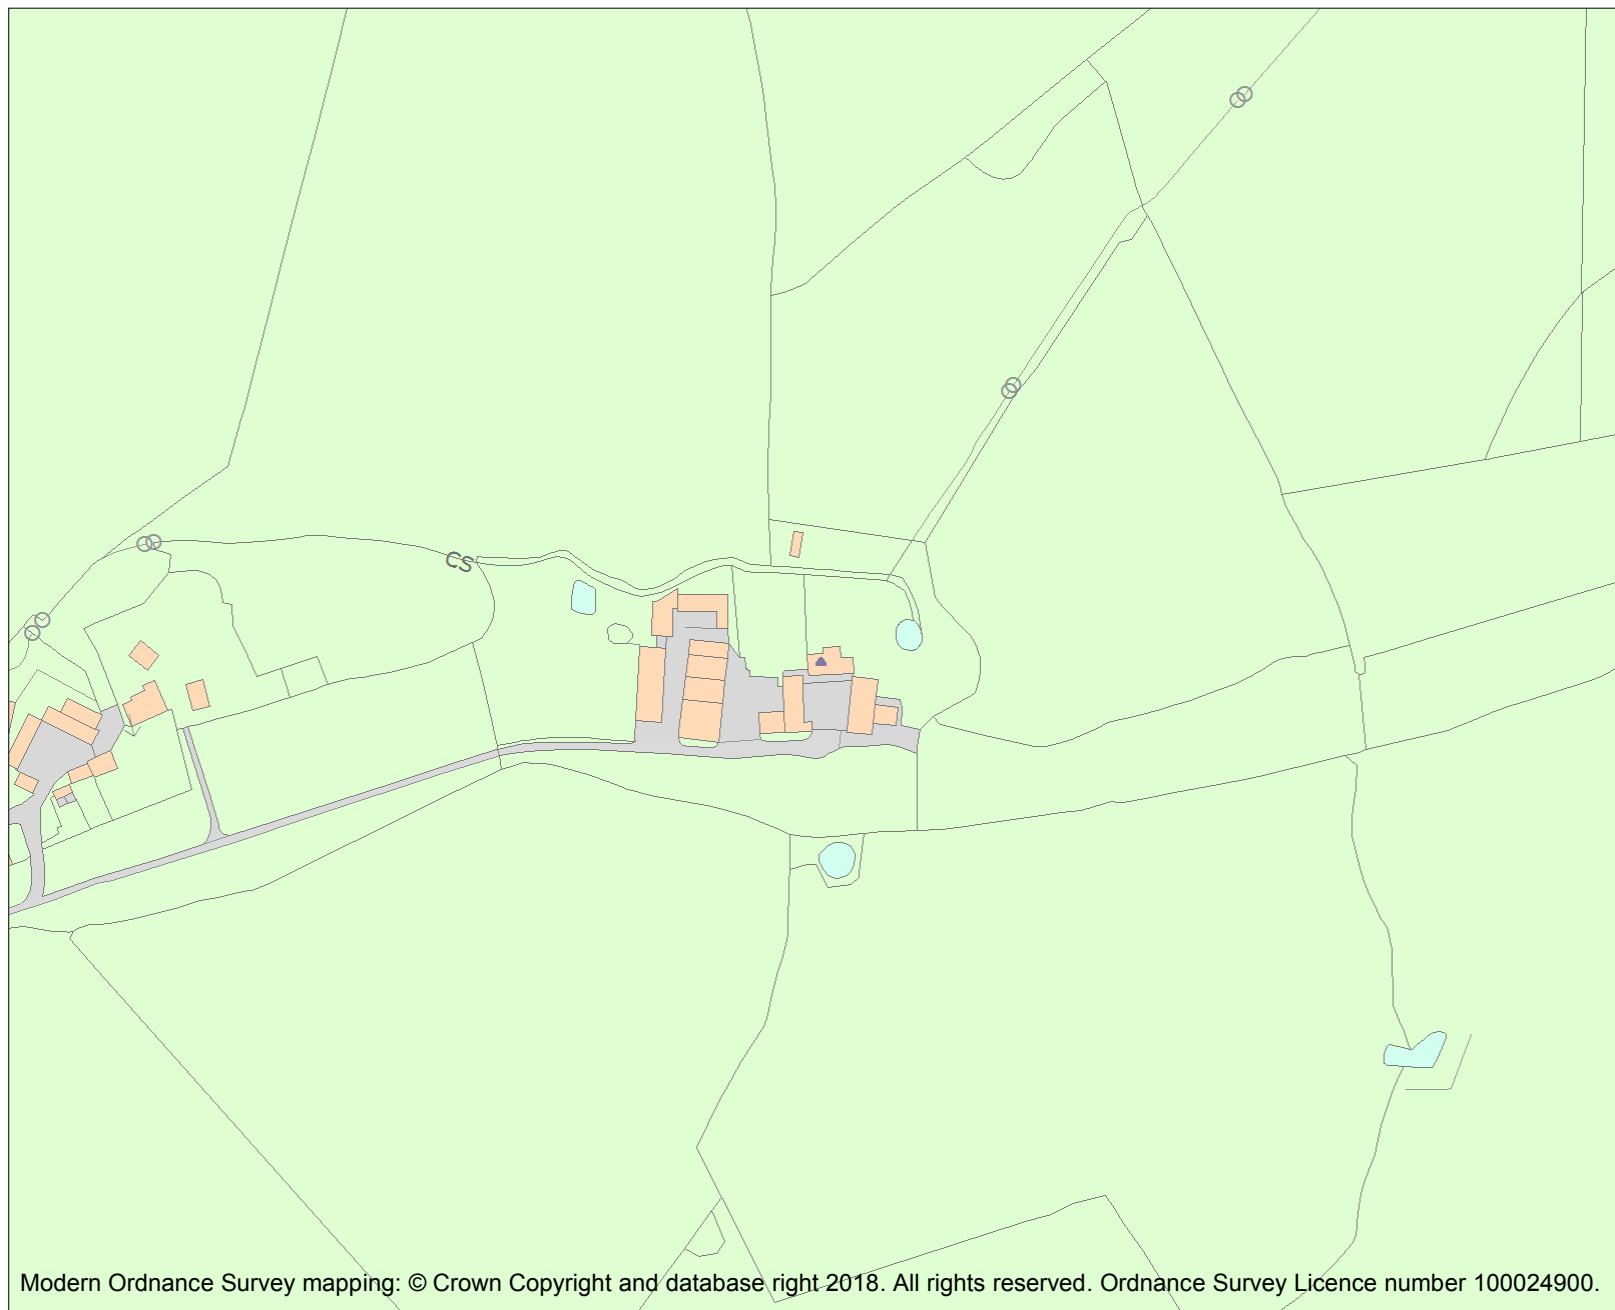 CS
Modern Ordnance Survey mapping: © Crown Copyright and database right 2018. All rights reserved. Ordnance Survey Licence number 100024900.